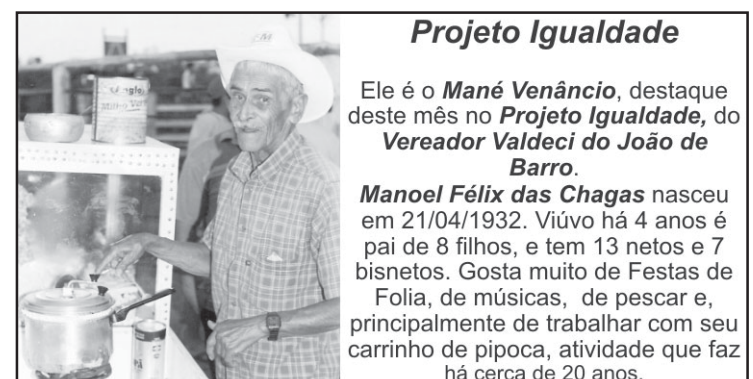 Projeto Igualdade
Ele é o Mané Venâncio, destaque
deste mês no Projeto Igualdade, do
Vereador Valdeci do João de
Barro.
Manoel Félix das Chagas nasceu
em 21/04/1932. Viúvo há 4 anos é
pai de 8 filhos, e tem 13 netos e 7
bisnetos. Gosta muito de Festas de
Folia, de músicas, de pescar e,
principalmente de trabalhar com seu
carrinho de pipoca, atividade que faz
há cerca de 20 anos.